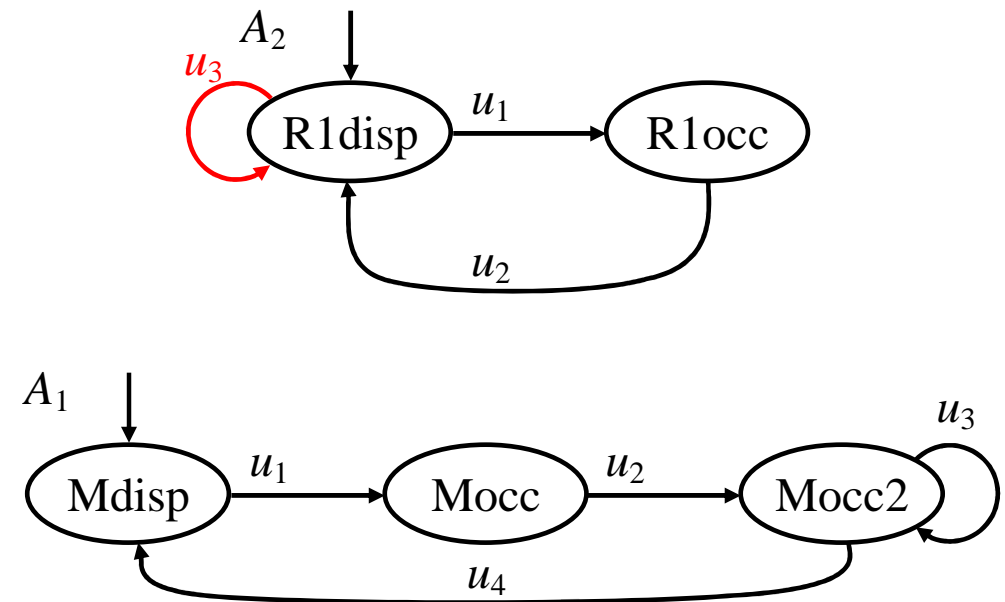 A₂
u₃
u₁
R1disp
R1occ
u₂
A₁
u₃
u₁
u₂
Mdisp
Mocc
Mocc2
u₄